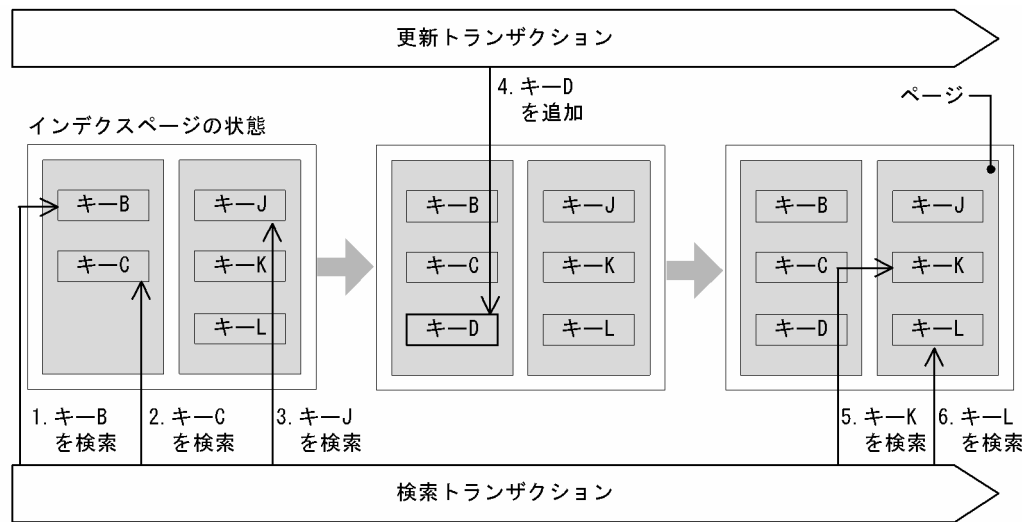 更新トランザクション
4. キーD
を追加
ページ
インデクスページの状態
キーB
キーJ
キーC
キーK
キーL
キーB
キーJ
キーC
キーK
キーD
キーL
キーB
キーJ
キーC
キーK
キーD
キーL
1. キーB
を検索
2. キーC
を検索
3. キーJ
を検索
5. キーK
を検索
6. キーL
を検索
検索トランザクション